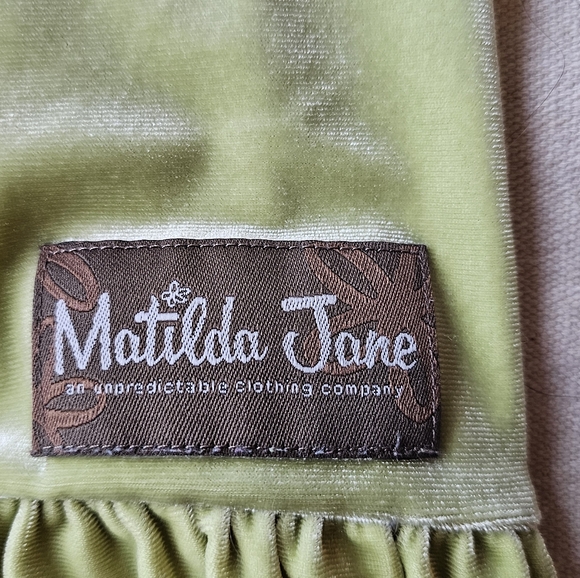 Matilda Jane
an unpredictable clothing company